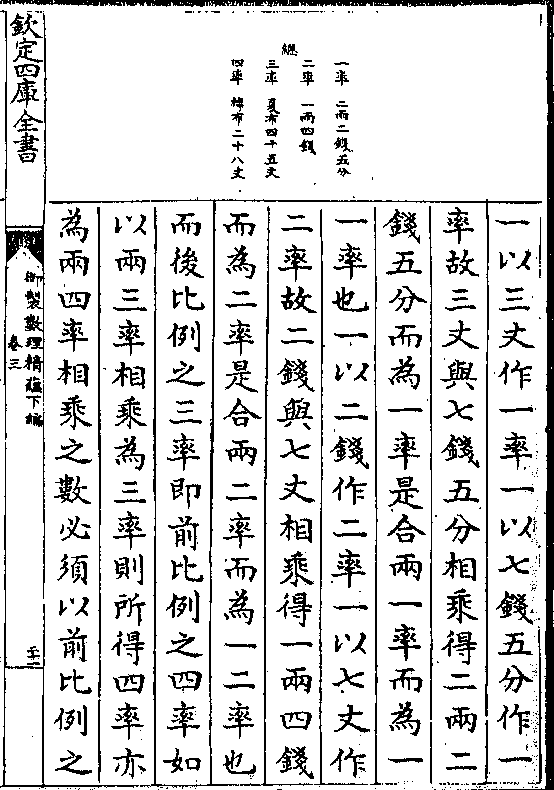 總
一率　二兩二錢五分
二率　一兩四錢
三率　夏布四十五丈
四率　棉布二十八丈
一以三丈作一率一以七錢五分作一
率故三丈與七錢五分相乘得二兩二
錢五分而為一率是合兩一率而為一
一率也一以二錢作二率一以七丈作
二率故二錢與七丈相乘得一兩四錢
而為二率是合兩二率而為一二率也
而後比例之三率即前比例之四率如
以兩三率相乘為三率則所得四率亦
為兩四率相乘之數必須以前比例之
欽定四庫全書
御製數理精蘊下編
卷三